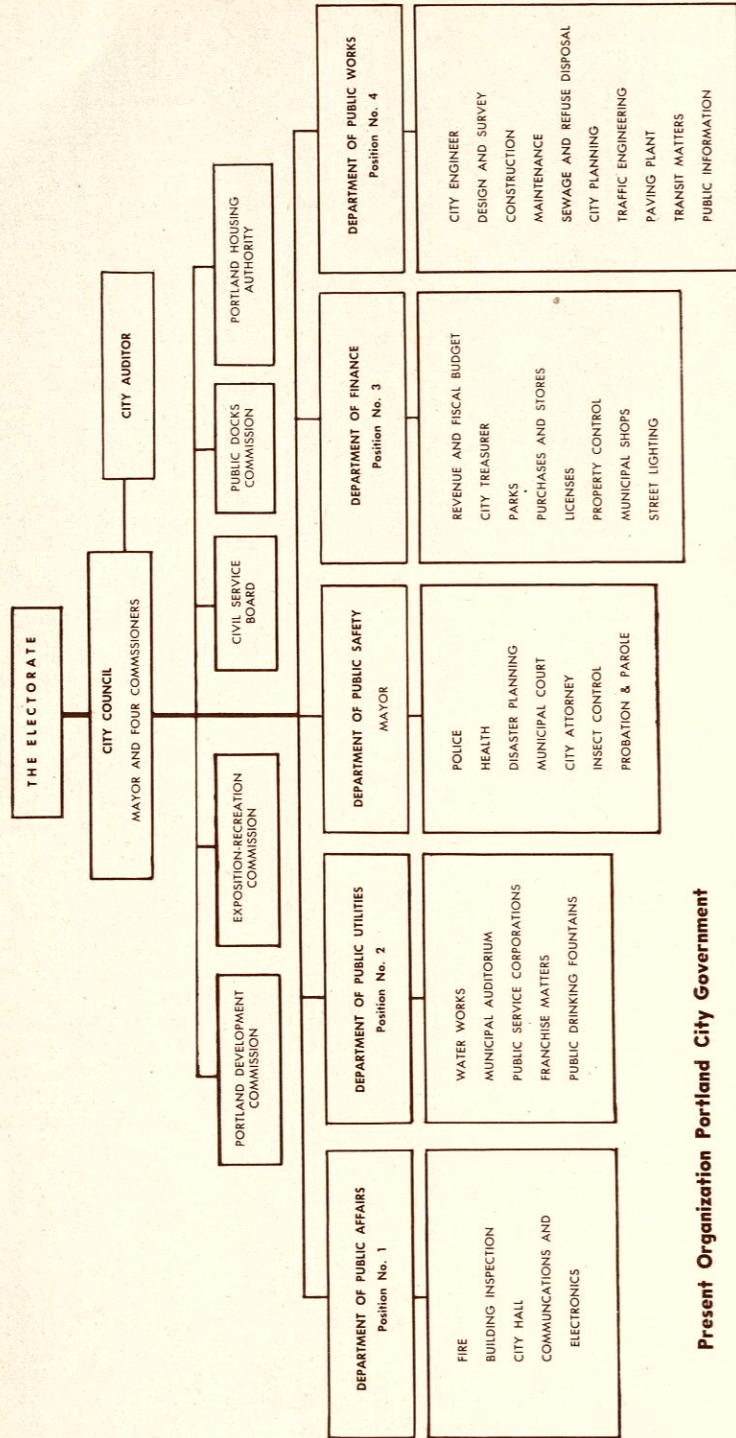 THE ELECTORATE
CITY COUNCIL
MAYOR AND FOUR COMMSSIONERS
CITY AUDITOR
PORTLAND DEVELOPMENT
COMMISSION
EXPOSITION-RECREATION
COMMISSION
CIVIL SERVICE
BOARD
PUBLIC DOCKS
COMMISSION
PORTLAND HOUSING
AUTHORITY
DEPARTMENT OF PUBLIC AFFAIRS
Position No. 1
FIRE
BUILDING INSPECTION
CITY HALL
COMMUNCATIONS AND
ELECTRONICS
DEPARTMENT OF PUBLIC UTILITIES
Position No. 2
WATER WORKS
MUNICIPAL AUDITORIUM
PUBLIC SERVICE CORPORATIONS
FRANCHISE MATTERS
PUBLIC DRINKING FOUNTAINS
DEPARTMENT OF PUBLIC SAFETY
MAYOR
POLICE
HEALTH
DISASTER PLANNING
MUNICIPAL COURT
CITY ATTORNEY
INSECT CONTROL
PROBATION & PAROLE
DEPARTMENT OF FINANCE
Position No. 3
REVENUE AND FISCAL BUDGET
CITY TREASURER
PARKS
PURCHASES AND STORES
LICENSES
PROPERTY CONTROL
MUNICIPAL SHOPS
STREET LIGHTING
DEPARTMENT OF PUBLIC WORKS
Position No. 4
CITY ENGINEER
DESIGN AND SURVEY
CONSTRUCTION
MAINTENANCE
SEWAGE AND REFUSE DISPOSAL
CITY PLANNING
TRAFFIC ENGINEERING
PAVING PLANT
TRANSIT MATTERS
PUBLIC INFORMATION
Present Organization Portland City Government